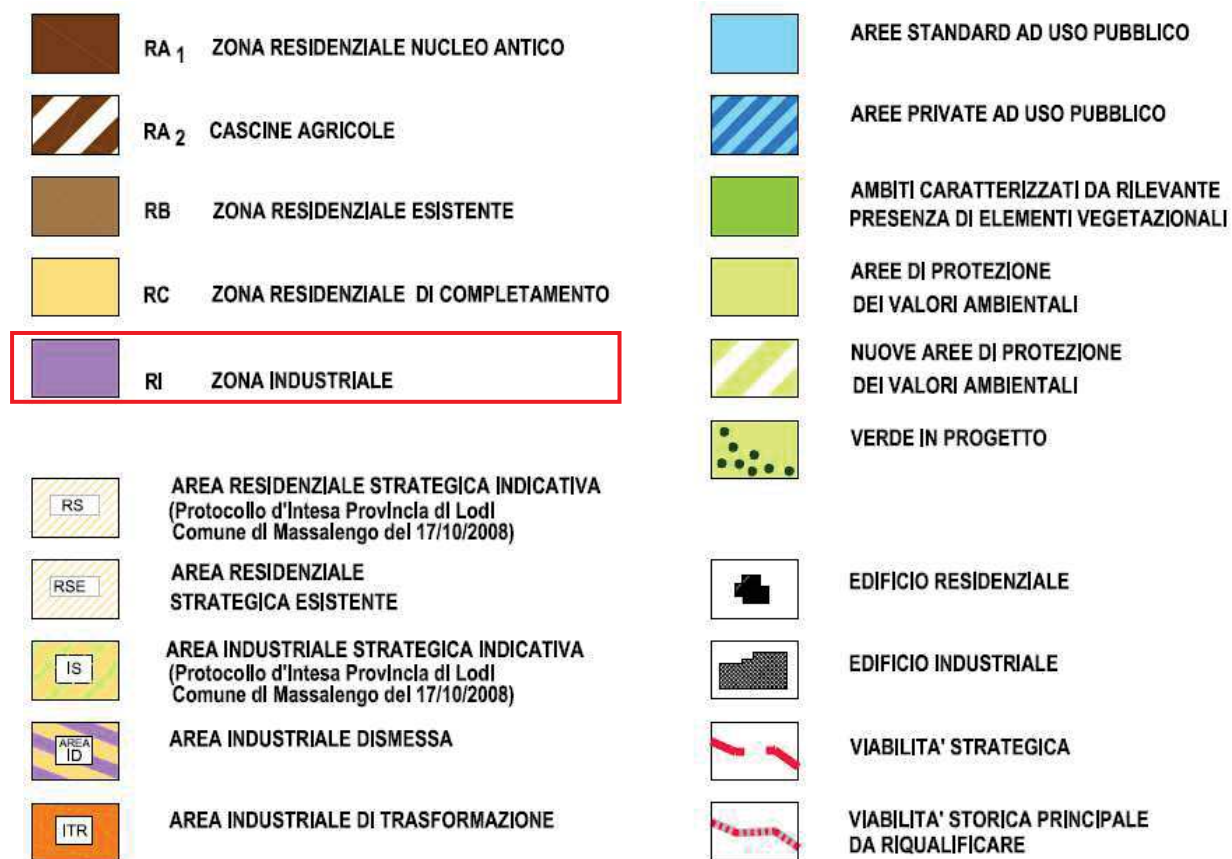 RA 1 ZONA RESIDENZIALE NUCLEO ANTICO
RA 2 CASCINE AGRICOLE
RB ZONA RESIDENZIALE ESISTENTE
RC ZONA RESIDENZIALE DI COMPLETAMENTO
RI ZONA INDUSTRIALE
RS AREA RESIDENZIALE STRATEGICA INDICATIVA
(Protocollo d'Intesa Provincia di Lodi
Comune di Massalengo del 17/10/2008)
RSE AREA RESIDENZIALE
STRATEGICA ESISTENTE
IS AREA INDUSTRIALE STRATEGICA INDICATIVA
(Protocollo d'Intesa Provincia di Lodi
Comune di Massalengo del 17/10/2008)
AREA
ID AREA INDUSTRIALE DISMESSA
ITR AREA INDUSTRIALE DI TRASFORMAZIONE
AREE STANDARD AD USO PUBBLICO
AREE PRIVATE AD USO PUBBLICO
AMBITI CARATTERIZZATI DA RILEVANTE
PRESENZA DI ELEMENTI VEGETAZIONALI
AREE DI PROTEZIONE
DEI VALORI AMBIENTALI
NUOVE AREE DI PROTEZIONE
DEI VALORI AMBIENTALI
VERDE IN PROGETTO
EDIFICIO RESIDENZIALE
EDIFICIO INDUSTRIALE
VIABILITA' STRATEGICA
VIABILITA' STORICA PRINCIPALE
DA RIQUALIFICARE